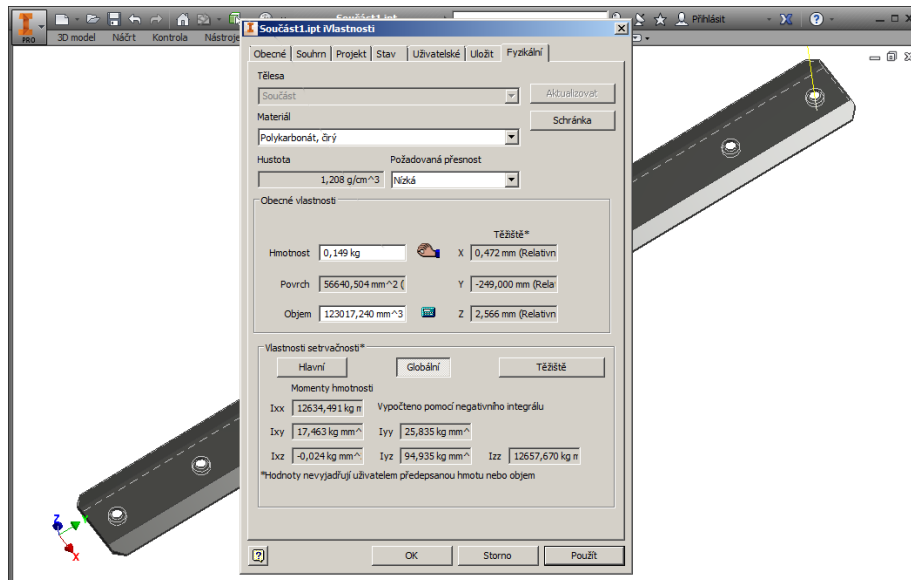 Součást1.ipt
Přihlásit
PRO
3D model Náčrt Kontrola Nástroje
Součást1.ipt iVlastnosti
Obecné Souhrn Projekt Stav Uživatelské Uložit Fyzikální
Tělesa
Součást Aktualizovat
Materiál Schránka
Polykarbonát, čirý
Hustota Požadovaná přesnost
1,208 g/cm^3 Nízká
Obecné vlastnosti
Těžiště*
Hmotnost 0,149 kg X 0,472 mm (Relativn
Povrch 56640,504 mm^2 ( Y -249,000 mm (Rela
Objem 123017,240 mm^3 Z 2,566 mm (Relativn
Vlastnosti setrvačnosti*
Hlavní Globální Těžiště
Momenty hmotnosti
Ixx 12634,491 kg m Vypočteno pomocí negativního integrálu
Ixy 17,463 kg mm^ Iyy 25,835 kg mm^
Ixz -0,024 kg mm^ Iyz 94,935 kg mm^ Izz 12657,670 kg m
*Hodnoty nevyjadřují uživatelem předepsanou hmotu nebo objem
Z Y
X
OK Storno Použít